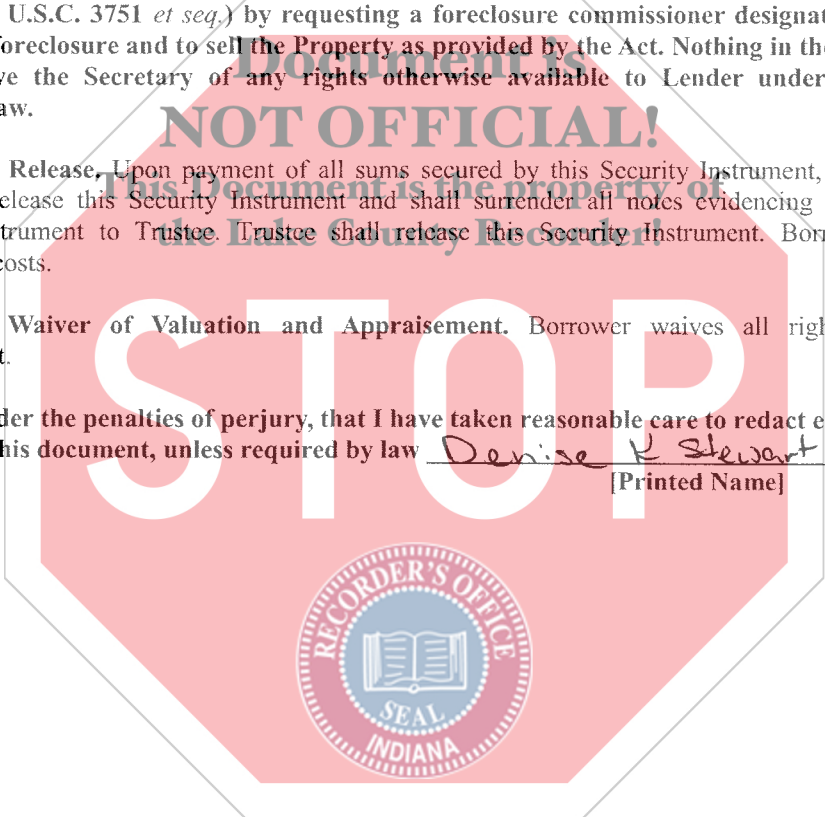 U.S.C. 3751 et seq.) by requesting a foreclosure commissioner designat
foreclosure and to sell the Property as provided by the Act. Nothing in the
ve the Secretary of any rights otherwise available to Lender under
aw.
Document is
NOT OFFICIAL!
This Document is the property of
the Lake County Recorder!
Release. Upon payment of all sums secured by this Security Instrument,
elease this Security Instrument and shall surrender all notes evidencing
trument to Trustee. Trustee shall release this Security Instrument. Borr
costs.
Waiver of Valuation and Appraisement. Borrower waives all righ
t.
der the penalties of perjury, that I have taken reasonable care to redact e
his document, unless required by law Denise K Stewart
[Printed Name]
STOP
RECORDER'S OFFICE
SEAL
INDIANA